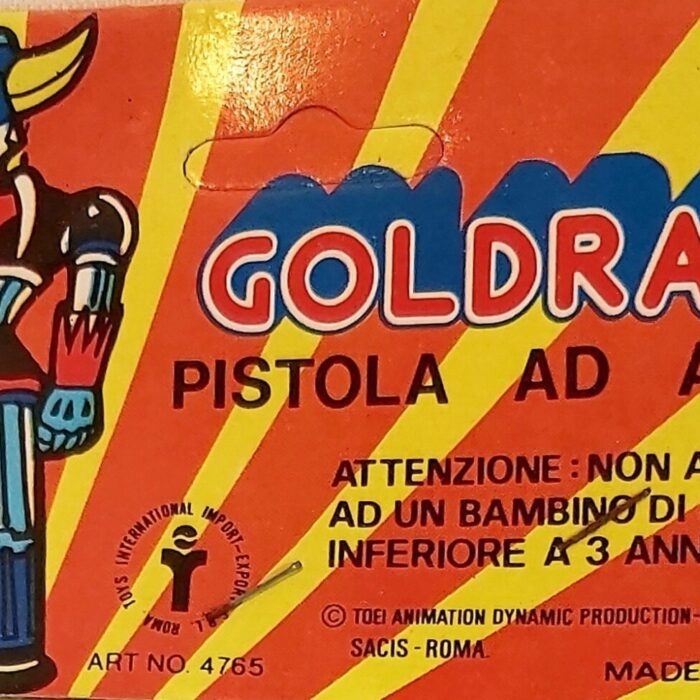 GOLDRA
PISTOLA AD A
ATTENZIONE: NON A
AD UN BAMBINO DI
INFERIORE A 3 ANN
ROMA TOYS INTERNATIONAL IMPORT-EXPORT S.R.L.
© TOEI ANIMATION DYNAMIC PRODUCTION-
SACIS - ROMA.
ART NO. 4765
MADE